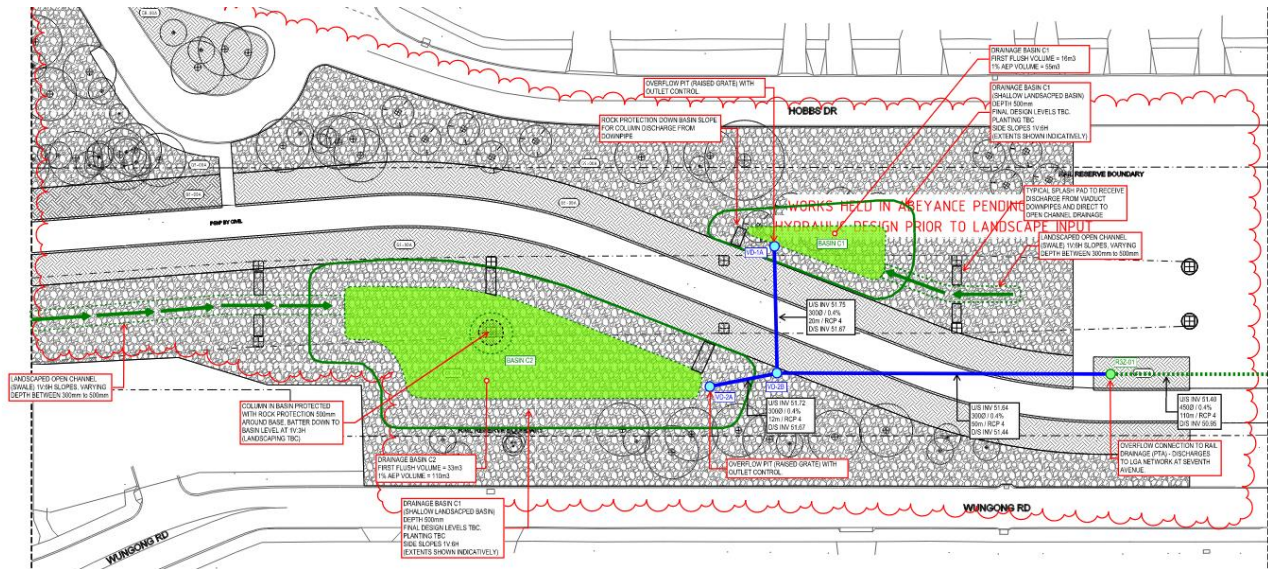 DRAINAGE BASIN C1
FIRST FLUSH VOLUME = 16m3
1% AEP VOLUME = 55m3
OVERFLOW PIT (RAISED GRATE) WITH
OUTLET CONTROL.
DRAINAGE BASIN C1
(SHALLOW LANDSACPED BASIN)
DEPTH 500mm
FINAL DESIGN LEVELS TBC.
PLANTING TBC
SIDE SLOPES 1V:6H
(EXTENTS SHOWN INDICATIVELY)
HOBBS DR
ROCK PROTECTION DOWN BASIN SLOPE
FOR COLUMN DISCHARGE FROM
DOWNPIPE
RAIL RESERVE BOUNDARY
TYPICAL SPLASH PAD TO RECEIVE
DISCHARGE FROM VIADUCT
DOWNPIPES AND DIRECT TO
OPEN CHANNEL DRAINAGE
WORKS HELD IN ABEYANCE PENDING
HYDRAULIC DESIGN PRIOR TO LANDSCAPE INPUT
PSP BY CIVIL
BASIN C1
VD-1A
LANDSCAPED OPEN CHANNEL
(SWALE) 1V:6H SLOPES, VARYING
DEPTH BETWEEN 300mm to 500mm
U/S INV 51.75
300Ø / 0.4%
20m / RCP 4
D/S INV 51.67
BASIN C2
VD-2B
RSZ-01
VD-2A
LANDSCAPED OPEN CHANNEL
(SWALE) 1V:6H SLOPES, VARYING
DEPTH BETWEEN 300mm to 500mm
COLUMN IN BASIN PROTECTED
WITH ROCK PROTECTION 500mm
AROUND BASE. BATTER DOWN TO
BASIN LEVEL AT 1V:3H
(LANDSCAPING TBC)
U/S INV 51.72
300Ø / 0.4%
12m / RCP 4
D/S INV 51.67
U/S INV 51.64
300Ø / 0.4%
50m / RCP 4
D/S INV 51.44
U/S INV 51.40
450Ø / 0.4%
110m / RCP 4
D/S INV 50.95
DRAINAGE BASIN C2
FIRST FLUSH VOLUME = 33m3
1% AEP VOLUME = 110m3
OVERFLOW PIT (RAISED GRATE) WITH
OUTLET CONTROL
OVERFLOW CONNECTION TO RAIL
DRAINAGE (PTA) - DISCHARGES
TO LGA NETWORK AT SEVENTH
AVENUE.
DRAINAGE BASIN C1
(SHALLOW LANDSACPED BASIN)
DEPTH 500mm
FINAL DESIGN LEVELS TBC.
PLANTING TBC
SIDE SLOPES 1V:6H
(EXTENTS SHOWN INDICATIVELY)
WUNGONG RD
WUNGONG RD